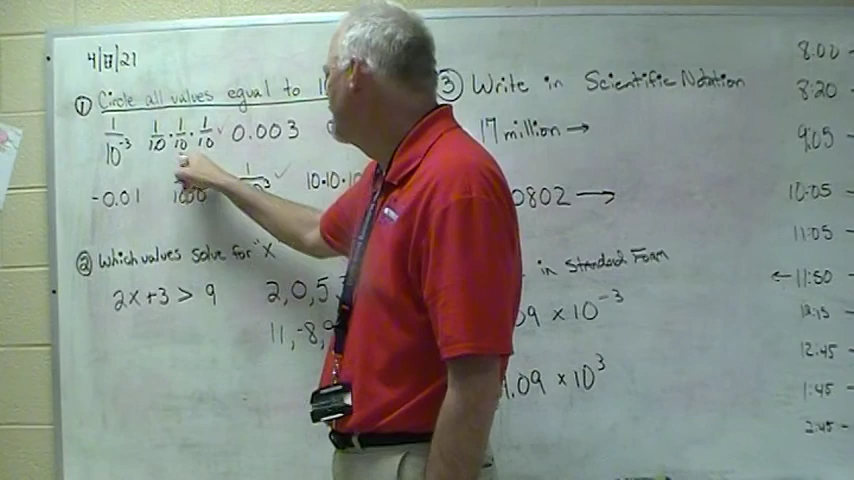 4/ /21
① Circle all values equal to
1/10⁻³ 1/10 · 1/10 · 1/10 ✓ 0.003
-0.01 ✓ 10·10·10
② Which values solve for "X
2x+3 > 9 2, 0, 5,
11, -8,
③ Write in Scientific Notation
17 million →
0802 →
in Standard Form
09 × 10⁻³
1.09 × 10³
8:00
8:20
9:05
10:05
11:05
← 11:50
12:15
12:45
1:45
2:45